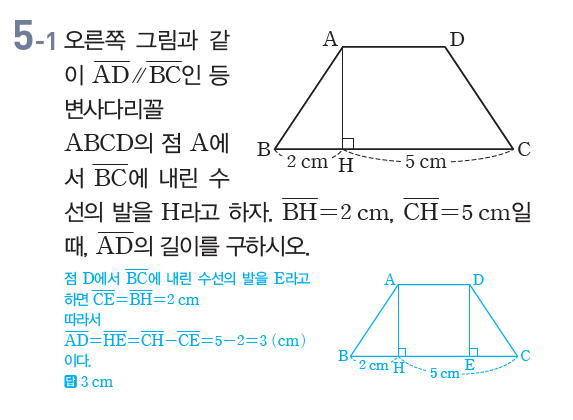 5-1 오른쪽 그림과 같
이 AD∥BC인 등
변사다리꼴
ABCD의 점 A에
서 BC에 내린 수
선의 발을 H라고 하자. BH=2 cm, CH=5 cm일
때, AD의 길이를 구하시오.
A
D
B
2 cm
H
5 cm
C
점 D에서 BC에 내린 수선의 발을 E라고
하면 CE=BH=2 cm
따라서
AD=HE=CH-CE=5-2=3 (cm)
이다.
답 3 cm
A
D
B
2 cm
H
5 cm
E
C